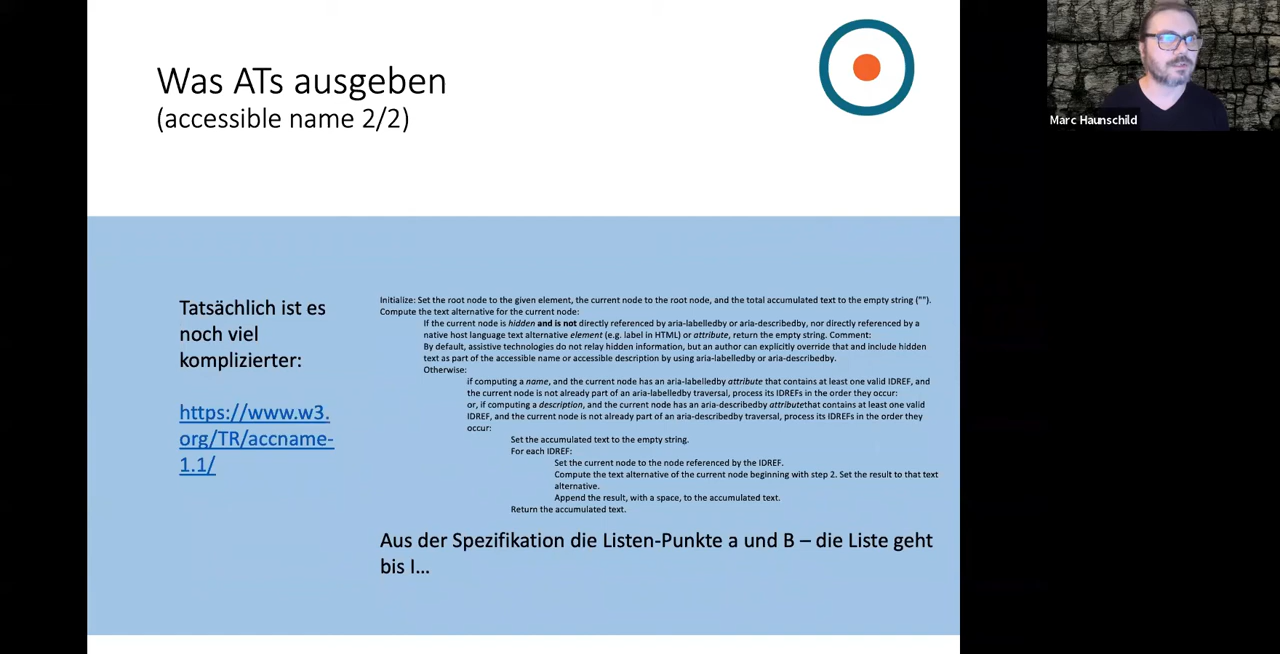 Was ATs ausgeben
(accessible name 2/2)
Marc Haunschild
Tatsächlich ist es
noch viel
komplizierter:
https://www.w3.
org/TR/accname-
1.1/
Initialize: Set the root node to the given element, the current node to the root node, and the total accumulated text to the empty string ("").
Compute the text alternative for the current node:
If the current node is hidden and is not directly referenced by aria-labelledby or aria-describedby, nor directly referenced by a
native host language text alternative element (e.g. label in HTML) or attribute, return the empty string. Comment:
By default, assistive technologies do not relay hidden information, but an author can explicitly override that and include hidden
text as part of the accessible name or accessible description by using aria-labelledby or aria-describedby.
Otherwise:
if computing a name, and the current node has an aria-labelledby attribute that contains at least one valid IDREF, and
the current node is not already part of an aria-labelledby traversal, process its IDREFs in the order they occur:
or, if computing a description, and the current node has an aria-describedby attributethat contains at least one valid
IDREF, and the current node is not already part of an aria-describedby traversal, process its IDREFs in the order they
occur:
Set the accumulated text to the empty string.
For each IDREF:
Set the current node to the node referenced by the IDREF.
Compute the text alternative of the current node beginning with step 2. Set the result to that text
alternative.
Append the result, with a space, to the accumulated text.
Return the accumulated text.
Aus der Spezifikation die Listen-Punkte a und B – die Liste geht
bis I...